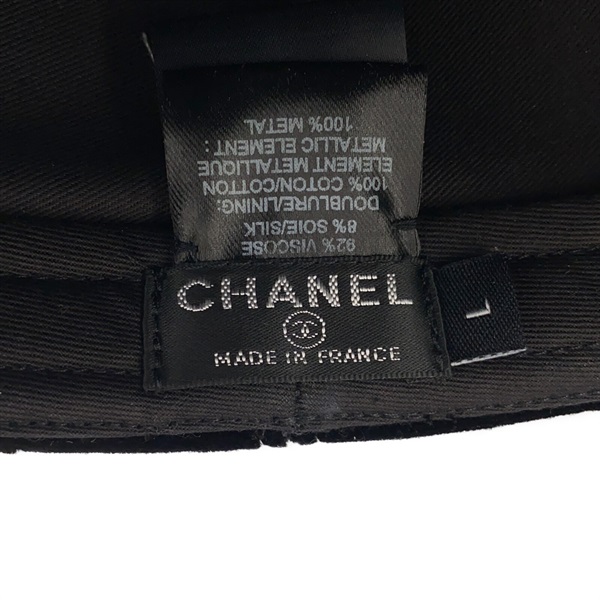 92% VISCOSE
8% SOIE/SILK
DOUBLURE/LINING:
100% COTON/COTTON
ELEMENT METALLIQUE
METALLIC ELEMENT :
100% METAL
CHANEL
MADE IN FRANCE
L